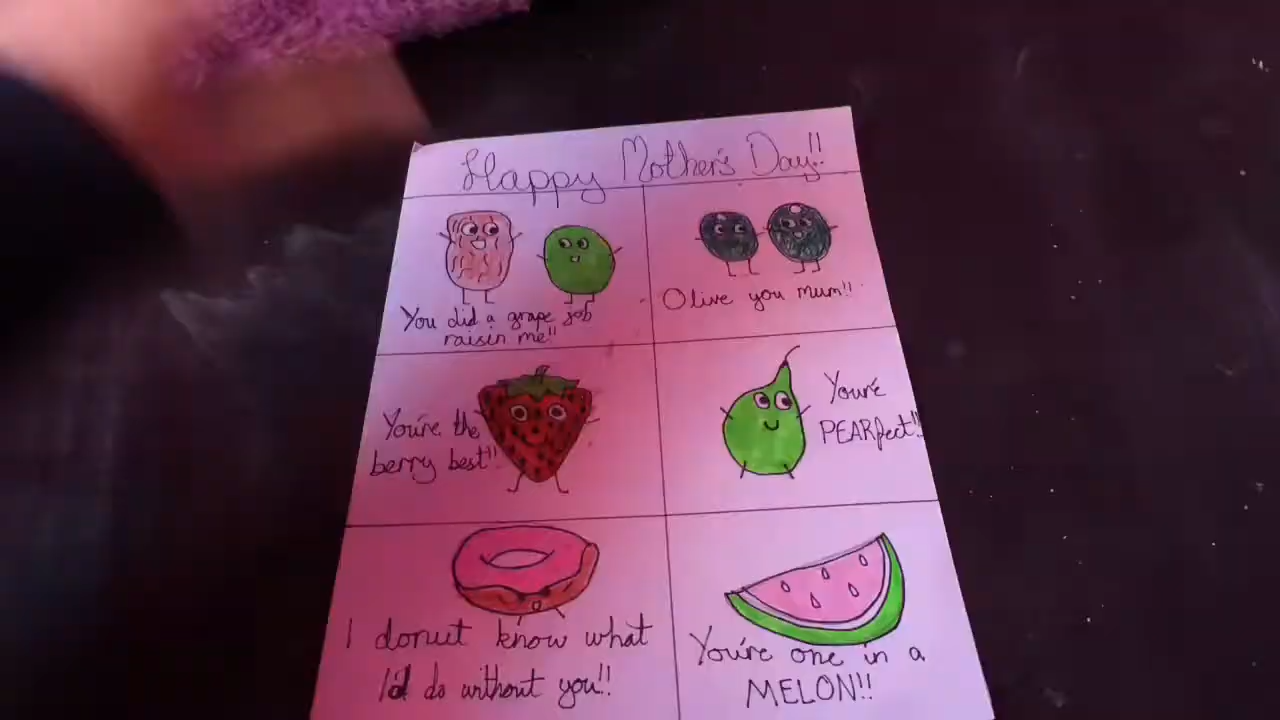 Happy Mother's Day!!
You did a grape job
raisin me!!
Olive you mum!!
You're the
berry best!!
You're
PEARfect!!
I donut know what
I'd do without you!!
You're one in a
MELON!!